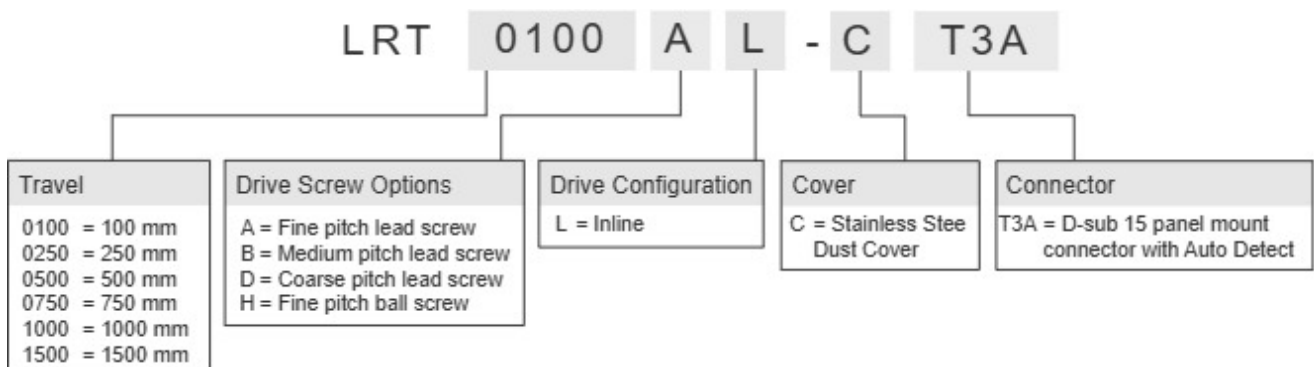 LRT 0100 A L - C T3A
Travel
0100 = 100 mm
0250 = 250 mm
0500 = 500 mm
0750 = 750 mm
1000 = 1000 mm
1500 = 1500 mm
Drive Screw Options
A = Fine pitch lead screw
B = Medium pitch lead screw
D = Coarse pitch lead screw
H = Fine pitch ball screw
Drive Configuration
L = Inline
Cover
C = Stainless Stee
Dust Cover
Connector
T3A = D-sub 15 panel mount
connector with Auto Detect